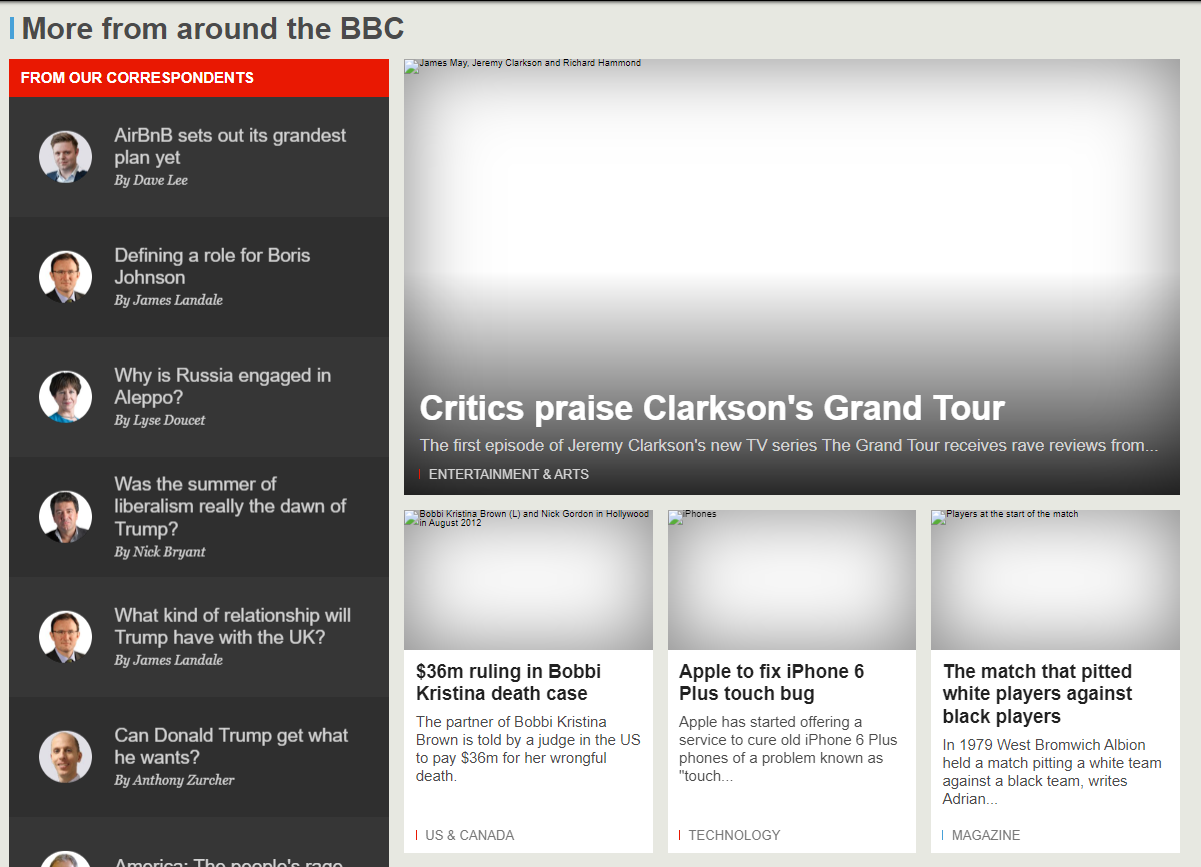 More from around the BBC
FROM OUR CORRESPONDENTS
AirBnB sets out its grandest
plan yet
By Dave Lee
Defining a role for Boris
Johnson
By James Landale
Why is Russia engaged in
Aleppo?
By Lyse Doucet
Was the summer of
liberalism really the dawn of
Trump?
By Nick Bryant
What kind of relationship will
Trump have with the UK?
By James Landale
Can Donald Trump get what
he wants?
By Anthony Zurcher
America: The people's rage
James May, Jeremy Clarkson and Richard Hammond
Critics praise Clarkson's Grand Tour
The first episode of Jeremy Clarkson's new TV series The Grand Tour receives rave reviews from...
ENTERTAINMENT & ARTS
Bobbi Kristina Brown (L) and Nick Gordon in Hollywood
in August 2012
$36m ruling in Bobbi
Kristina death case
The partner of Bobbi Kristina
Brown is told by a judge in the US
to pay $36m for her wrongful
death.
US & CANADA
iPhones
Apple to fix iPhone 6
Plus touch bug
Apple has started offering a
service to cure old iPhone 6 Plus
phones of a problem known as
"touch...
TECHNOLOGY
Players at the start of the match
The match that pitted
white players against
black players
In 1979 West Bromwich Albion
held a match pitting a white team
against a black team, writes
Adrian...
MAGAZINE